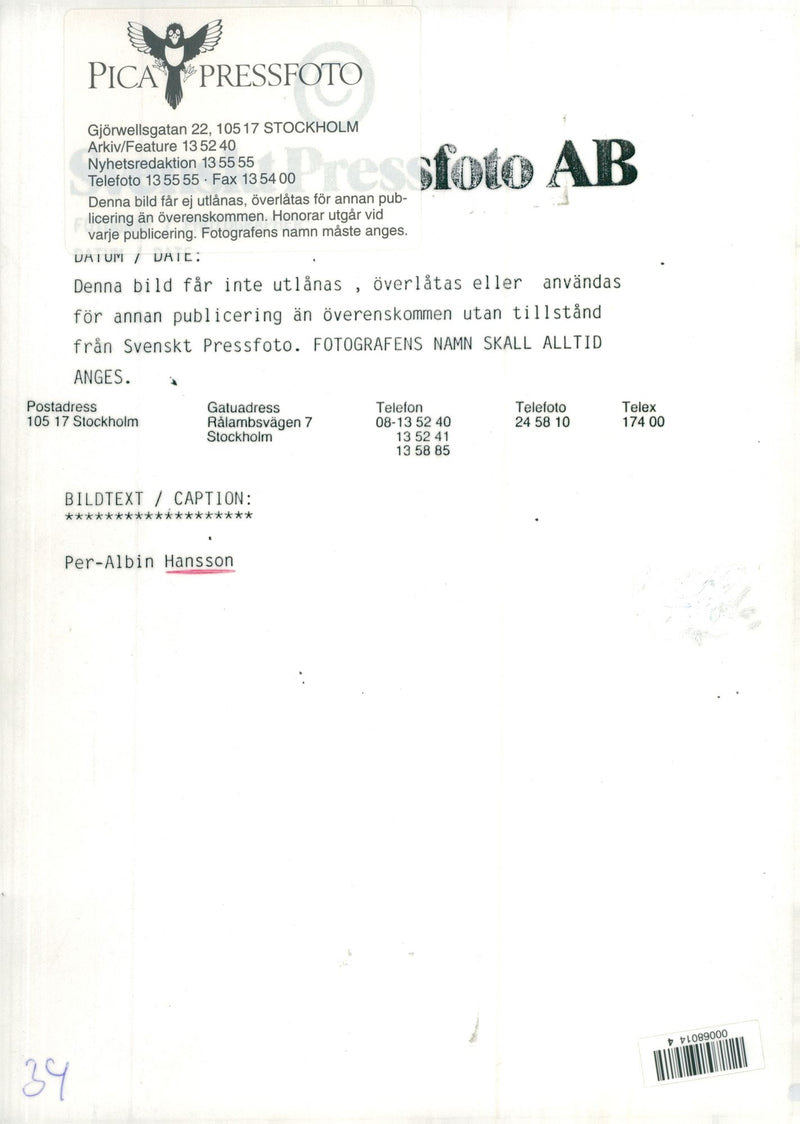 PICA PRESSFOTO
Gjörwellsgatan 22, 105 17 STOCKHOLM
Arkiv/Feature 13 52 40
Nyhetsredaktion 13 55 55
Telefoto 13 55 55 · Fax 13 54 00
Denna bild får ej utlånas, överlåtas för annan pub-
licering än överenskommen. Honorar utgår vid
varje publicering. Fotografens namn måste anges.
Svenskt Pressfoto AB
DATUM / DATE:
Denna bild får inte utlånas , överlåtas eller användas
för annan publicering än överenskommen utan tillstånd
från Svenskt Pressfoto. FOTOGRAFENS NAMN SKALL ALLTID
ANGES.
Postadress Gatuadress Telefon Telefoto Telex
105 17 Stockholm Rålambsvägen 7 08-13 52 40 24 58 10 174 00
Stockholm 13 52 41
13 58 85
BILDTEXT / CAPTION:
*******************
Per-Albin Hansson
00068014 4
34